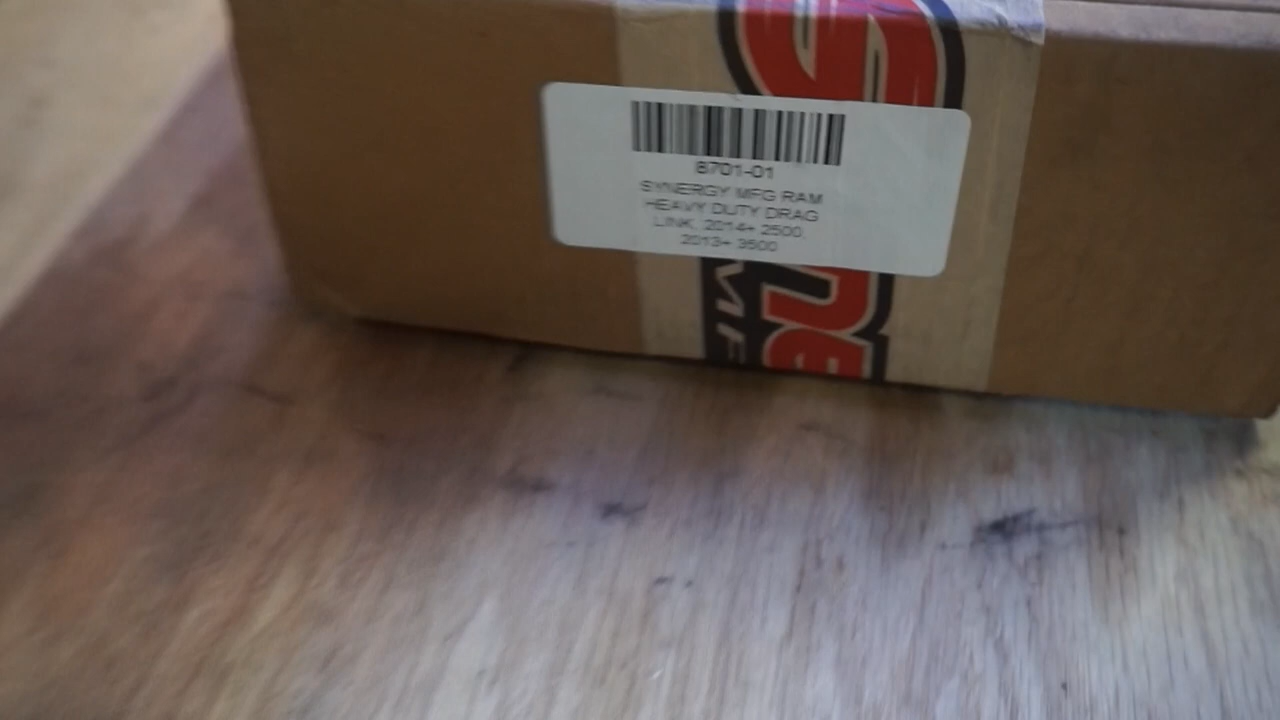 8701-01
SYNERGY MFG RAM
HEAVY DUTY DRAG
LINK, 2014+ 2500,
2013+ 3500